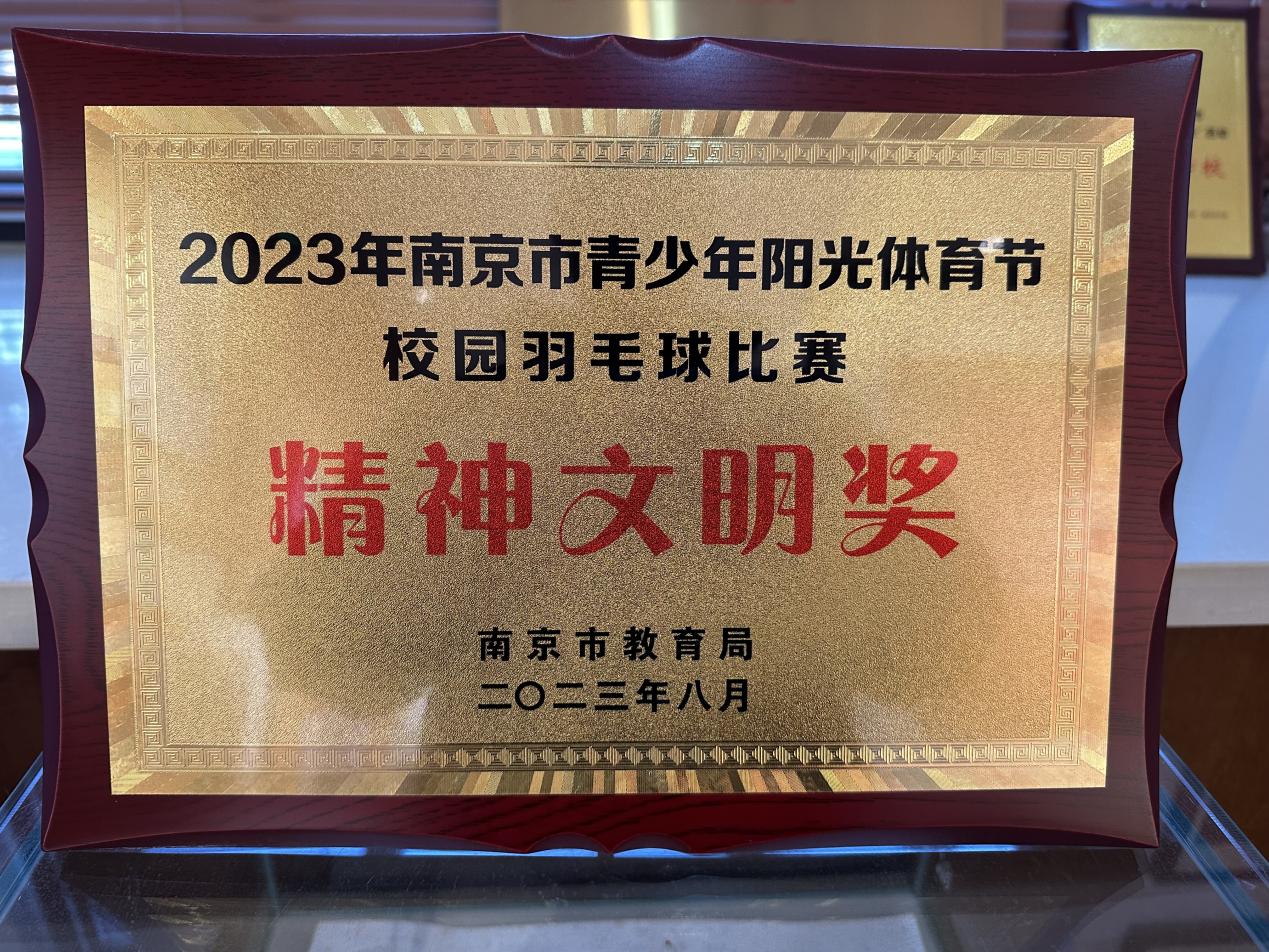 2023年南京市青少年阳光体育节
校园羽毛球比赛
精神文明奖
南京市教育局
二〇二三年八月
校